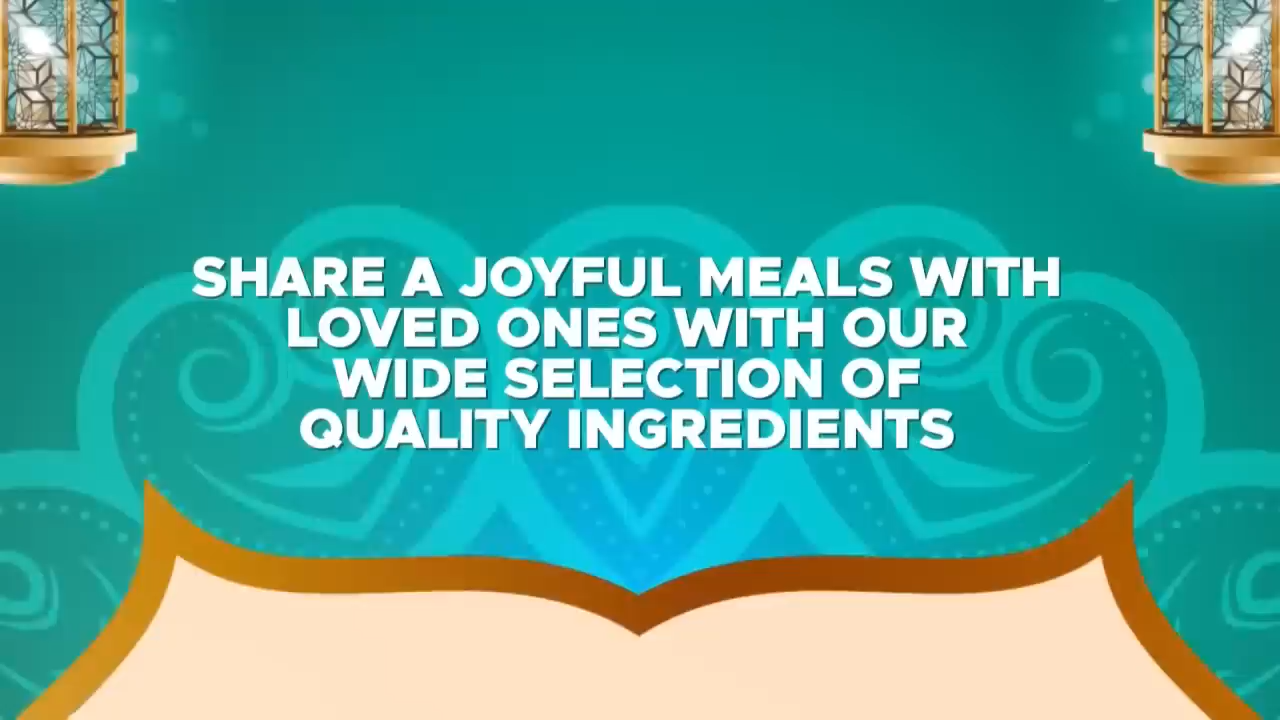 SHARE A JOYFUL MEALS WITH
LOVED ONES WITH OUR
WIDE SELECTION OF
QUALITY INGREDIENTS